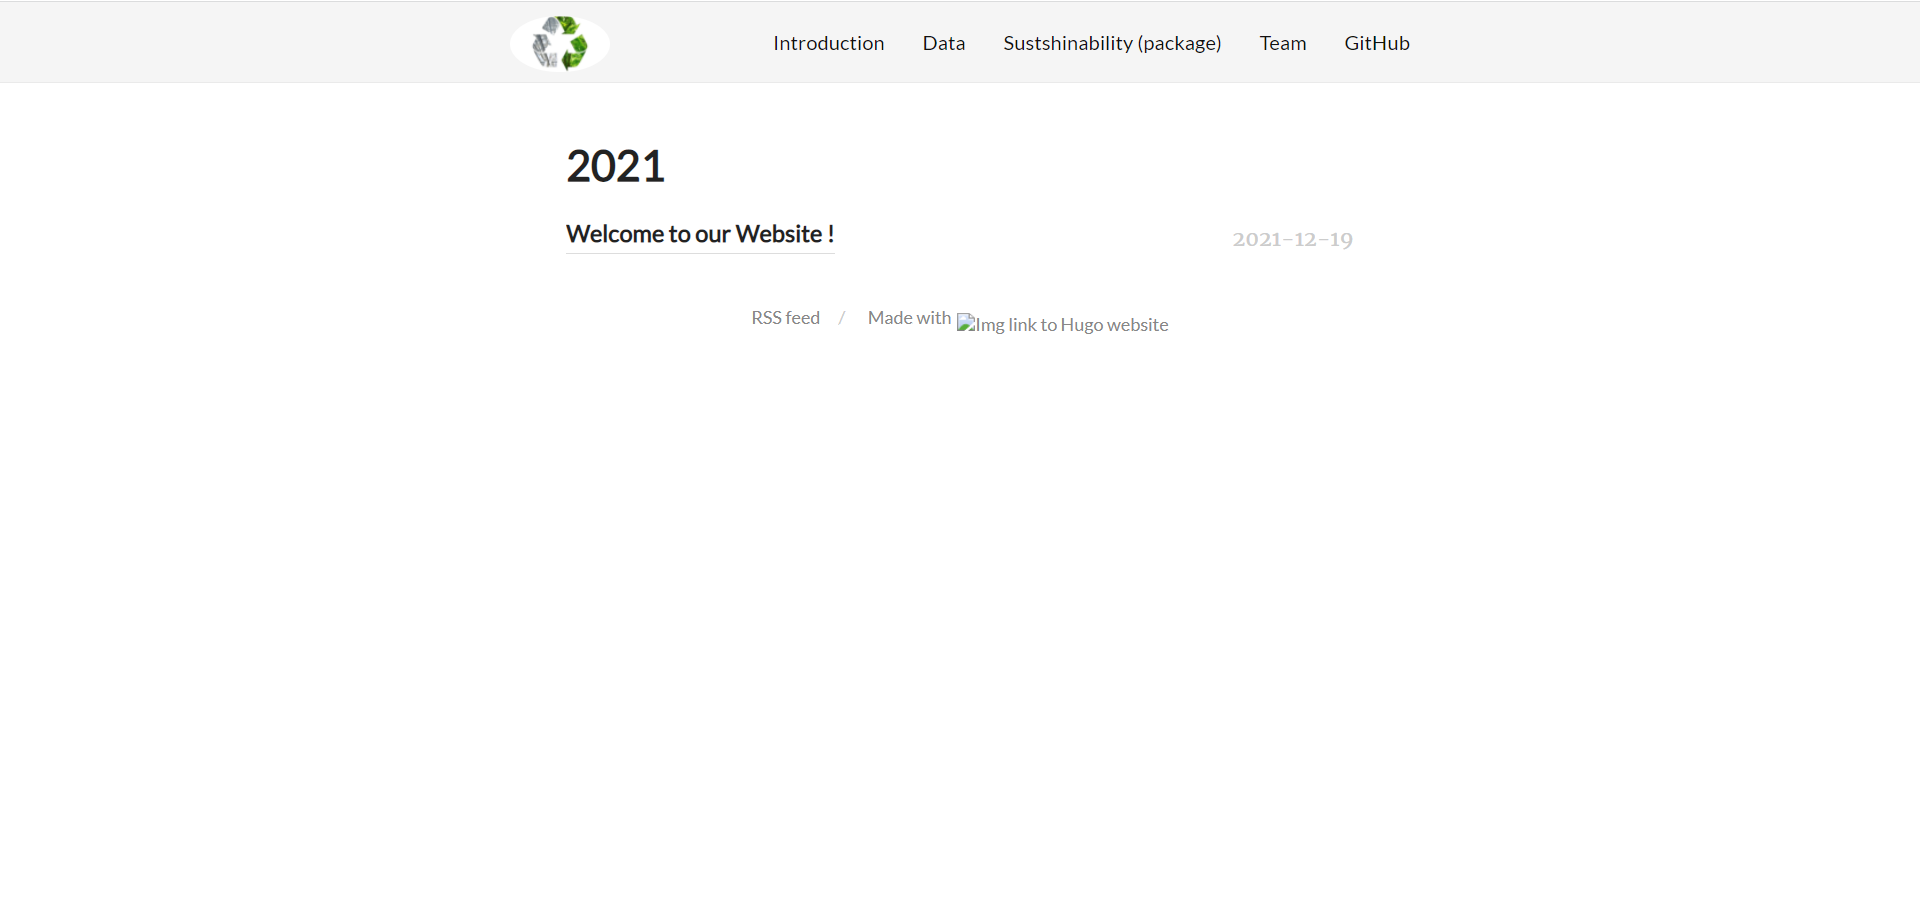 Introduction Data Sustshinability (package) Team GitHub
2021
Welcome to our Website ! 2021-12-19
RSS feed / Made with Img link to Hugo website